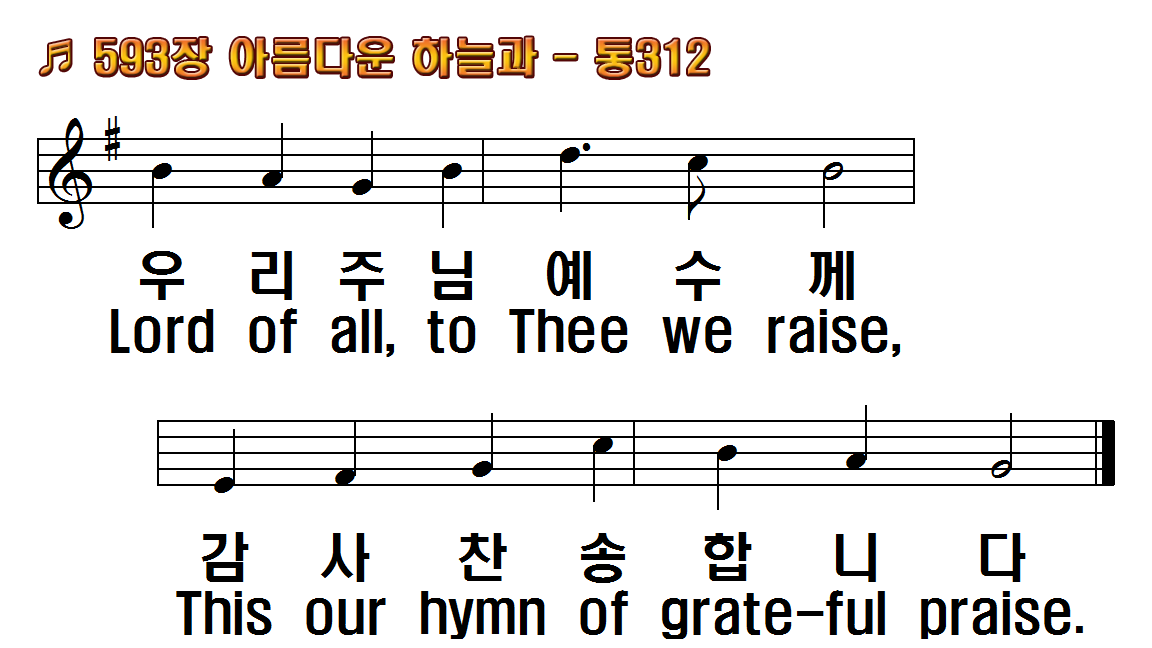 ♬ 593장 아름다운 하늘과 - 통312
우 리 주 님 예 수 께
Lord of all, to Thee we raise,
감 사 찬 송 합 니 다
This our hymn of grate-ful praise.